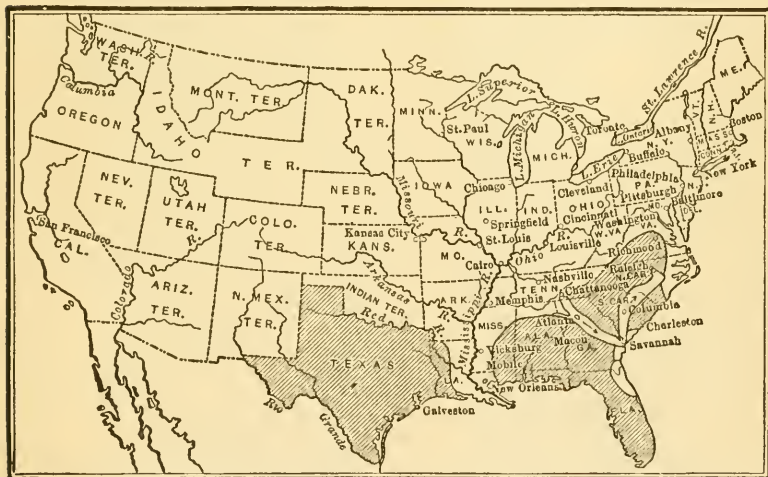 WASH. TER.
Columbia R.
OREGON
IDAHO TER.
MONT. TER.
DAK. TER.
MINN.
St. Paul
WIS.
L. Superior
L. Michigan
L. Huron
MICH.
Toronto
L. Ontario
St. Lawrence R.
ME.
VT.
N.H.
MASS.
CONN.
Boston
Albany
N.Y.
Buffalo
L. Erie
New York
NEV. TER.
UTAH TER.
COLO. TER.
NEBR. TER.
IOWA
Missouri R.
Chicago
ILL.
Springfield
IND.
OHIO
Cleveland
Cincinnati
Philadelphia
PA.
Pittsburg
N.J.
Baltimore
MD.
DEL.
Washington
W.VA.
VA.
Richmond
San Francisco
CAL.
Colorado R.
ARIZ. TER.
N. MEX. TER.
Kansas City
KANS.
MO.
St. Louis
Cairo
Ohio R.
Louisville
Arkansas R.
INDIAN TER.
Red R.
ARK.
Mississippi R.
Memphis
TENN.
Nashville
Chattanooga
Raleigh
N. CAR.
S. CAR.
Columbia
Charleston
Savannah
Atlanta
Macon
GA.
ALA.
MISS.
Vicksburg
Mobile
New Orleans
LA.
TEXAS
Galveston
Rio Grande
FLA.